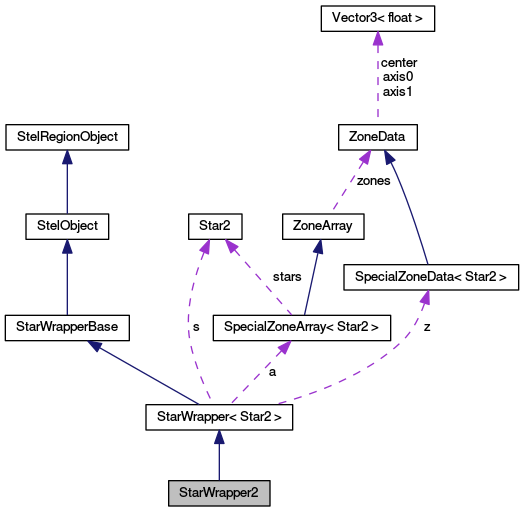 Vector3< float >
center
axis0
axis1
StelRegionObject
ZoneData
zones
StelObject
Star2
ZoneArray
stars
SpecialZoneData< Star2 >
StarWrapperBase
s
SpecialZoneArray< Star2 >
z
a
StarWrapper< Star2 >
StarWrapper2